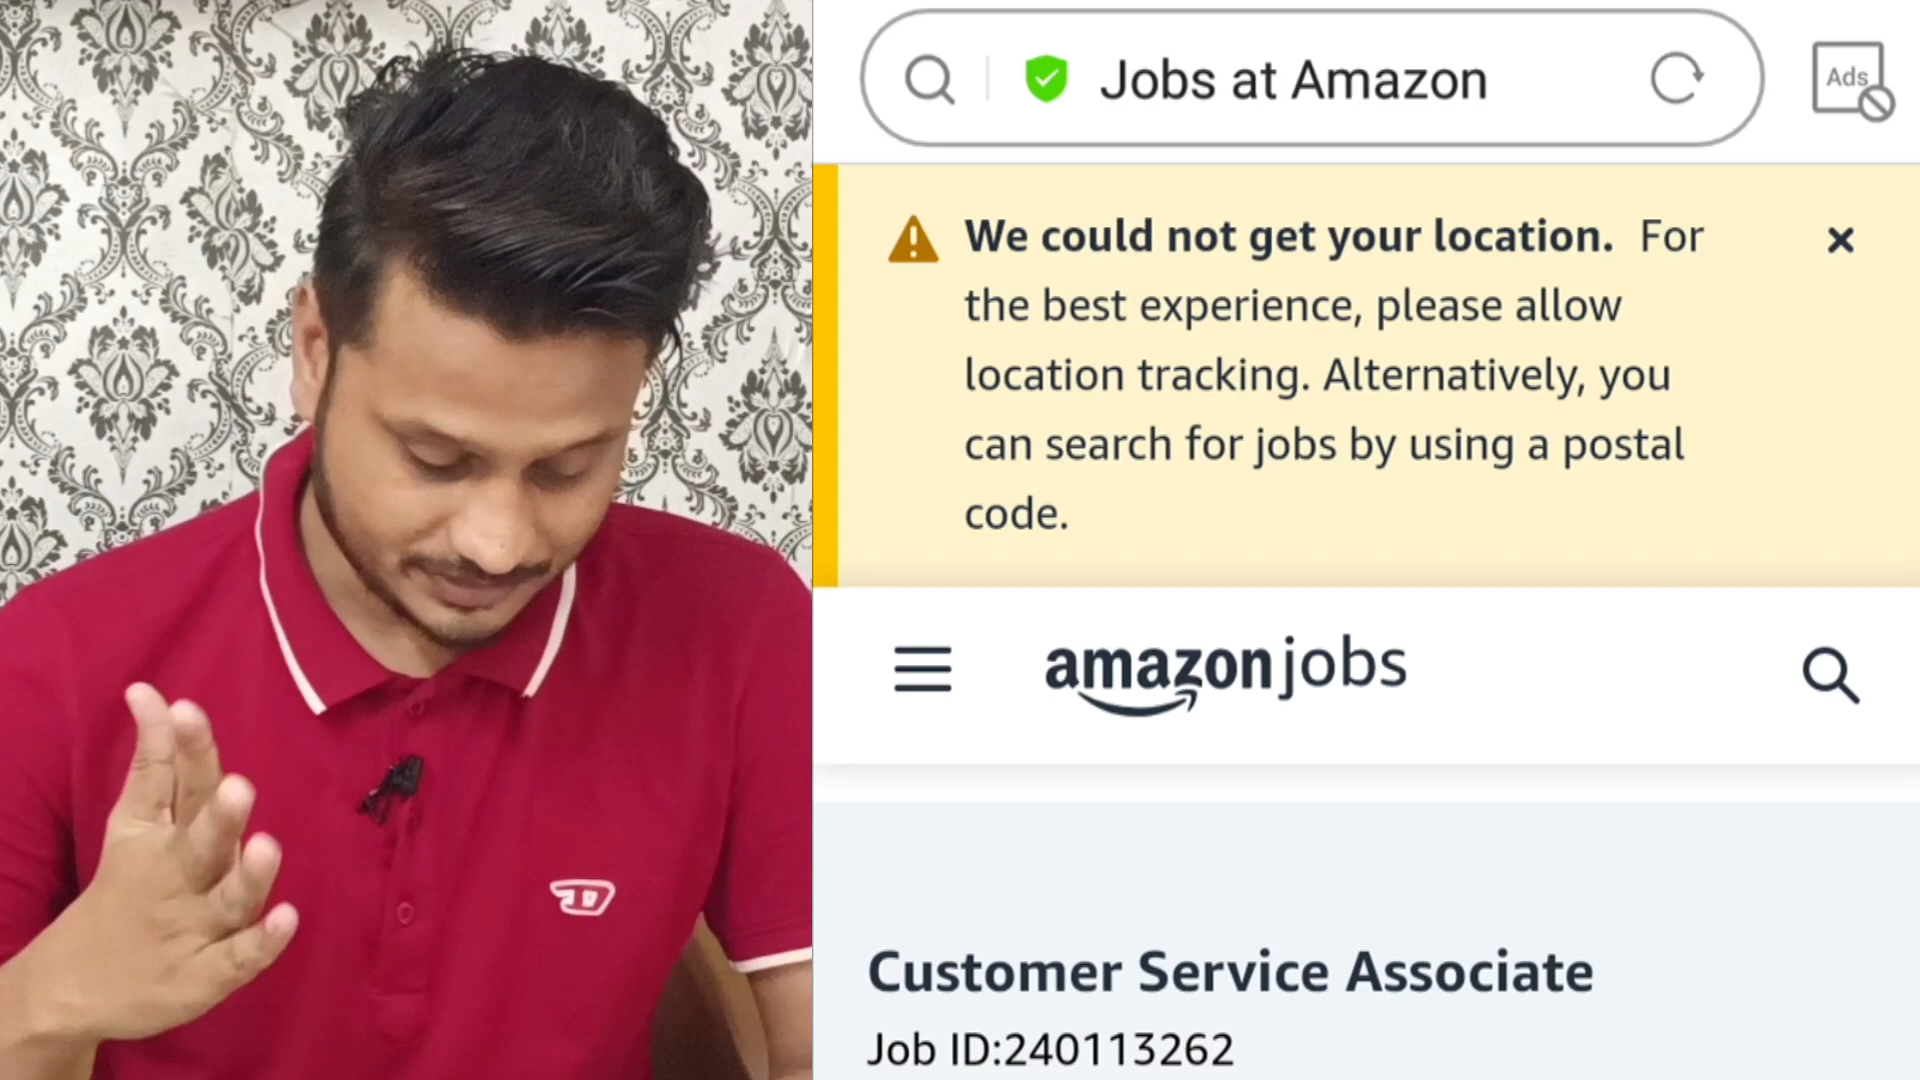 Jobs at Amazon
Ads
We could not get your location. For
the best experience, please allow
location tracking. Alternatively, you
can search for jobs by using a postal
code.
amazon jobs
Customer Service Associate
Job ID:240113262
D